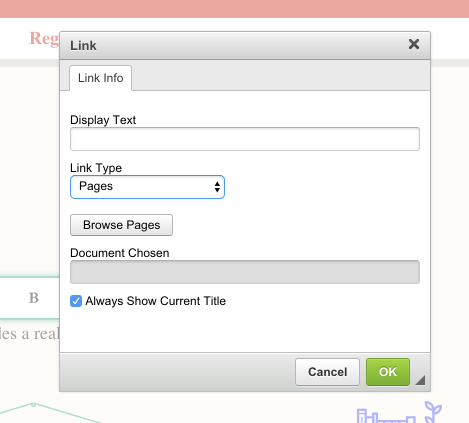 Reg
Link
Link Info
Display Text
Link Type
Pages
Browse Pages
Document Chosen
Always Show Current Title
B
les a real
Cancel
OK